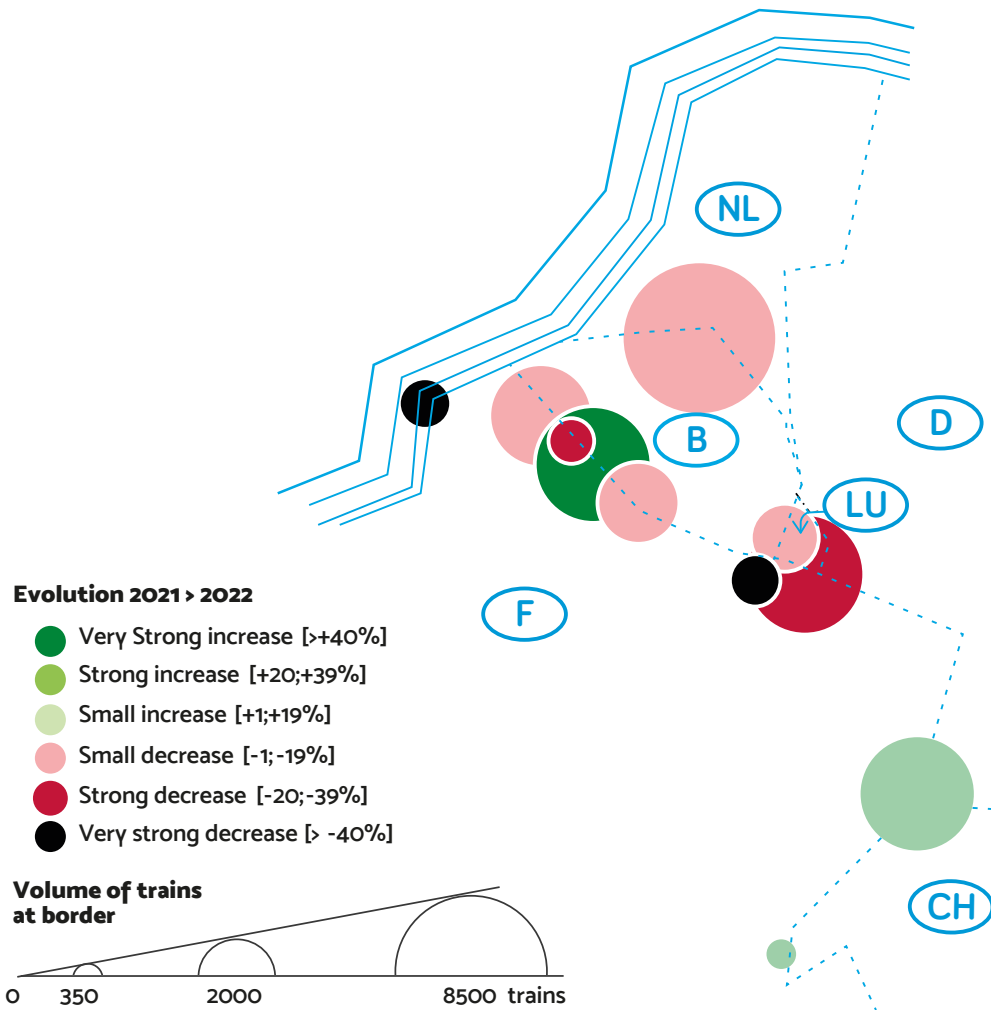 NL
B
D
LU
F
Evolution 2021 > 2022
Very Strong increase [>+40%]
Strong increase [+20;+39%]
Small increase [+1;+19%]
Small decrease [-1;-19%]
Strong decrease [-20;-39%]
Very strong decrease [> -40%]
CH
Volume of trains
at border
0 350 2000 8500 trains